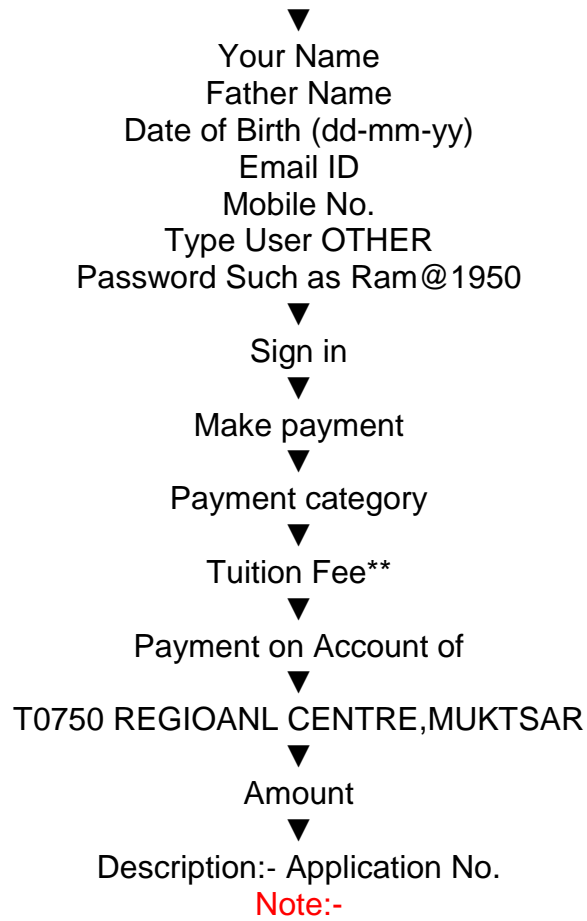 ▼
Your Name
Father Name
Date of Birth (dd-mm-yy)
Email ID
Mobile No.
Type User OTHER
Password Such as Ram@1950
▼
Sign in
▼
Make payment
▼
Payment category
▼
Tuition Fee**
▼
Payment on Account of
▼
T0750 REGIOANL CENTRE,MUKTSAR
▼
Amount
▼
Description:- Application No.
Note:-